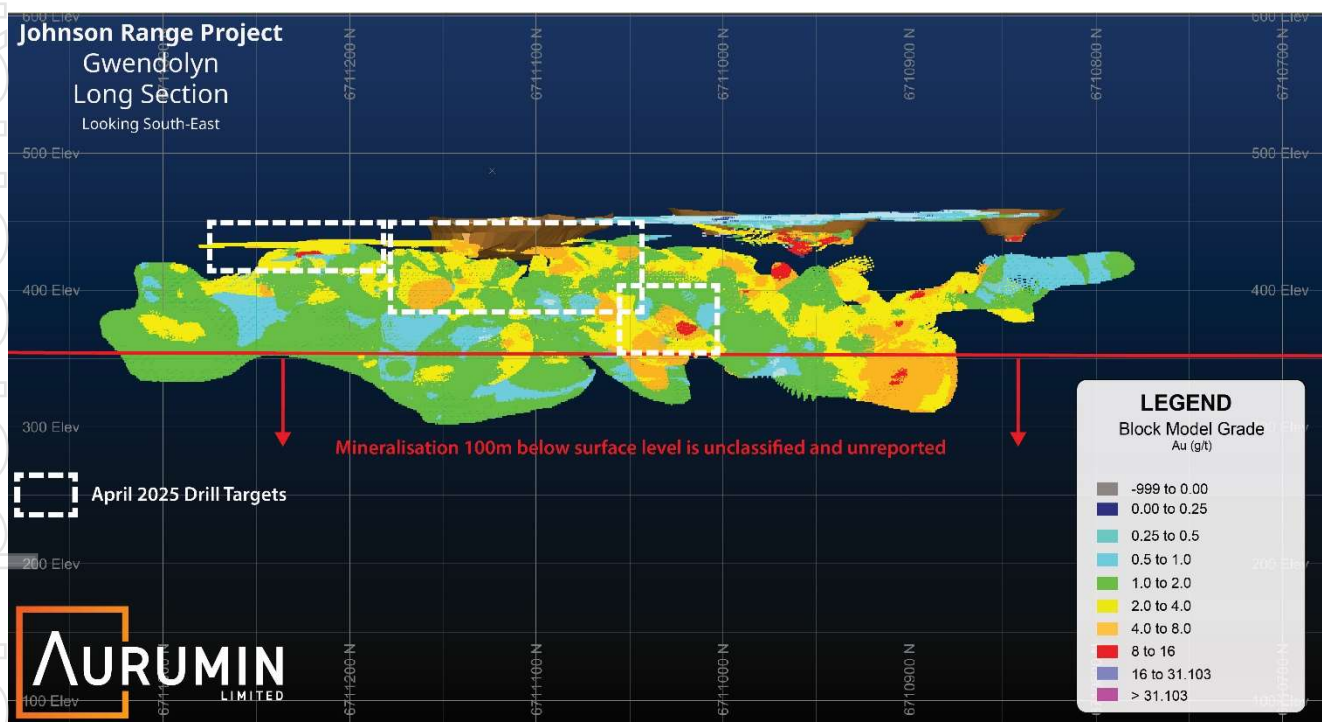 Johnson Range Project
Gwendolyn
Long Section
Looking South-East
600 Elev
600 Elev
6711200 N
6711100 N
6711000 N
6710900 N
6710800 N
6710700 N
500 Elev
500 Elev
400 Elev
400 Elev
Mineralisation 100m below surface level is unclassified and unreported
300 Elev
April 2025 Drill Targets
200 Elev
LEGEND
Block Model Grade
Au (g/t)
-999 to 0.00
0.00 to 0.25
0.25 to 0.5
0.5 to 1.0
1.0 to 2.0
2.0 to 4.0
4.0 to 8.0
8 to 16
16 to 31.103
> 31.103
AURUMIN
LIMITED
100 Elev
6711200 N
6711100 N
6711000 N
6710900 N